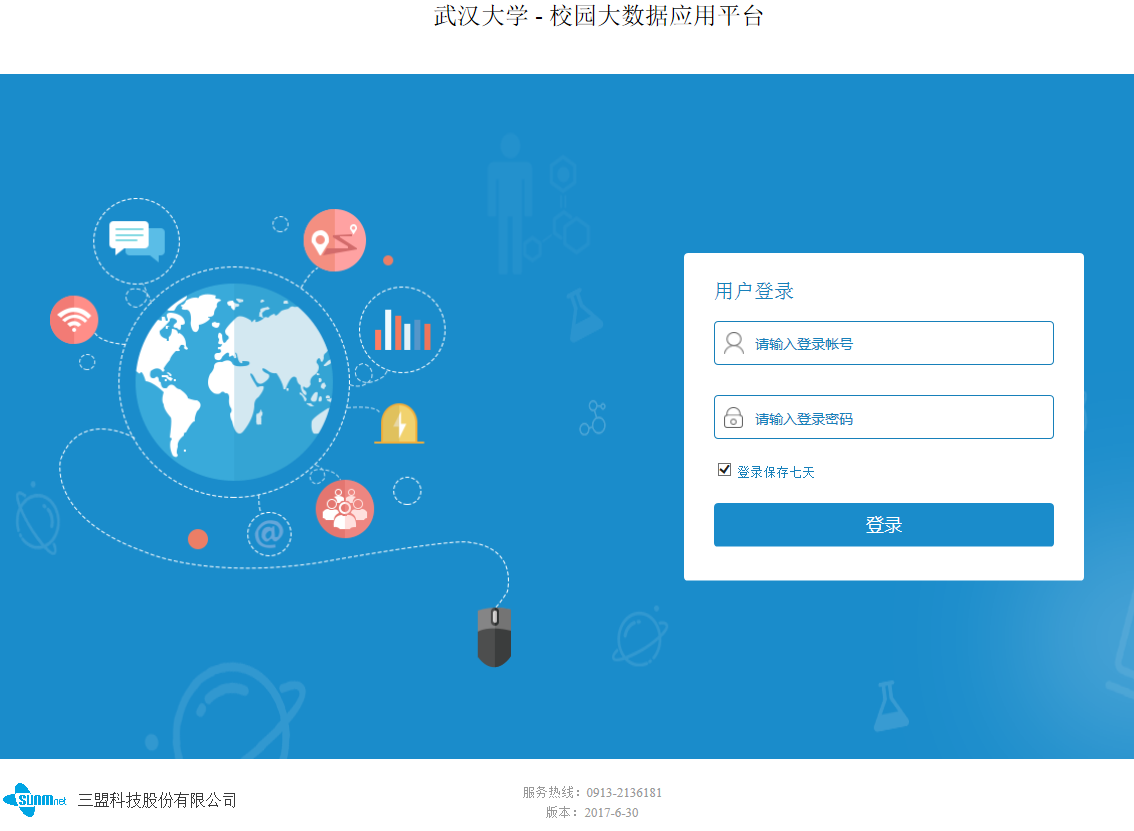 武汉大学 - 校园大数据应用平台
用户登录
请输入登录帐号
请输入登录密码
登录保存七天
登录
@
sunmnet 三盟科技股份有限公司
服务热线：0913-2136181
版本：2017-6-30